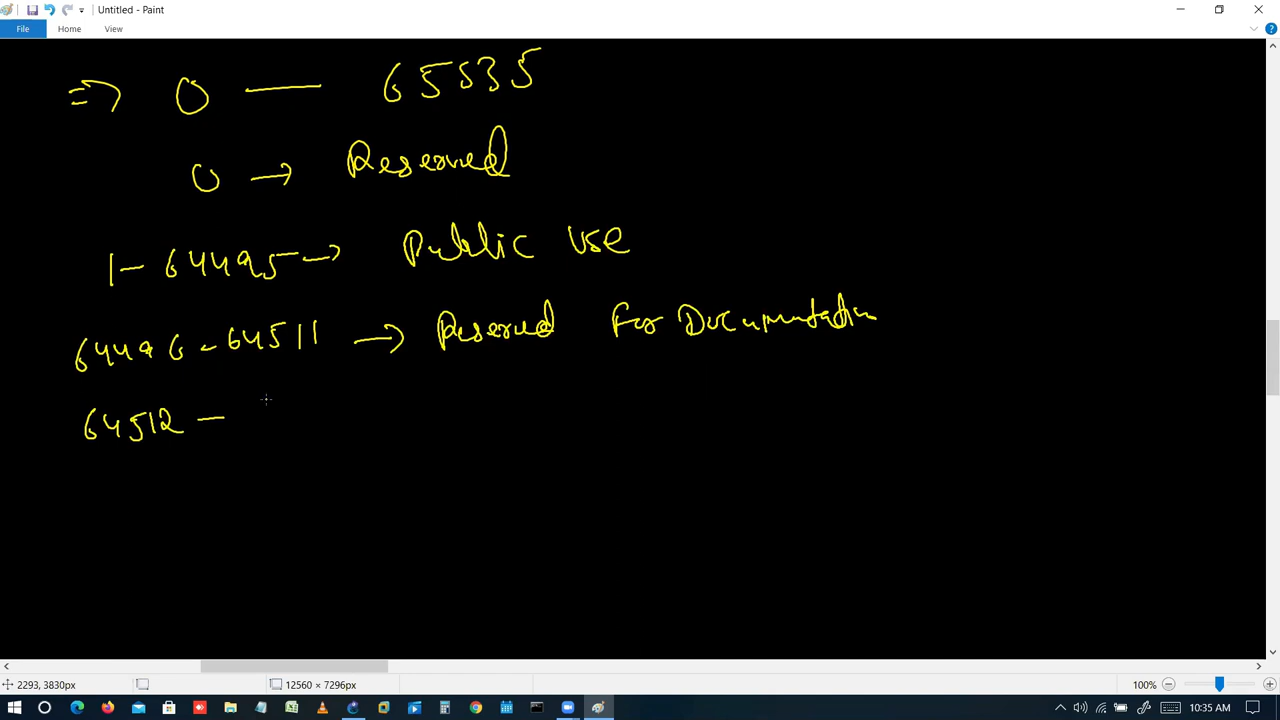 Untitled - Paint
File Home View
=> 0 — 65535
0 → Reserved
1- 64495 → Public Use
64496 - 64511 → Reserved For Documentation
64512 -
2293, 3830px 12560 × 7296px 100%
10:35 AM